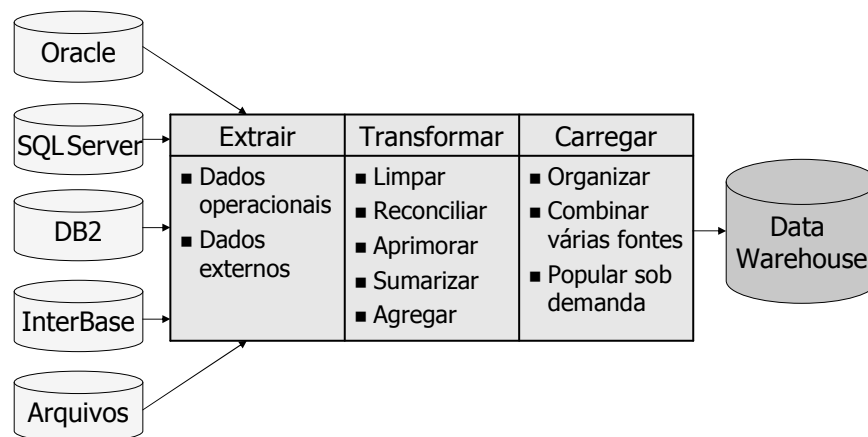 Oracle
SQL Server
DB2
InterBase
Arquivos
Extrair
■ Dados
operacionais
■ Dados
externos
Transformar
■ Limpar
■ Reconciliar
■ Aprimorar
■ Sumarizar
■ Agregar
Carregar
■ Organizar
■ Combinar
várias fontes
■ Popular sob
demanda
Data
Warehouse